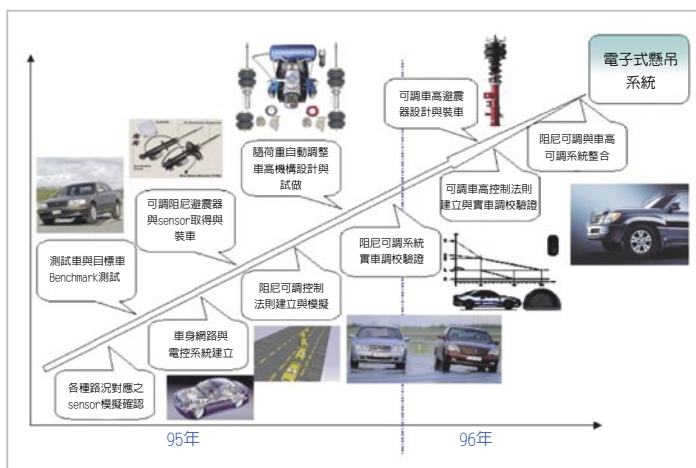 電子式懸吊
系統
可調車高避震
器設計與裝車
阻尼可調與車高
可調系統整合
隨荷重自動調整
車高機構設計與
試做
可調車高控制法則
建立與實車調校驗證
可調阻尼避震器
與sensor取得與
裝車
阻尼可調系統
實車調校驗證
測試車與目標車
Benchmark測試
阻尼可調控制
法則建立與模擬
車身網路與
電控系統建立
各種路況對應之
sensor模擬確認
95年
96年